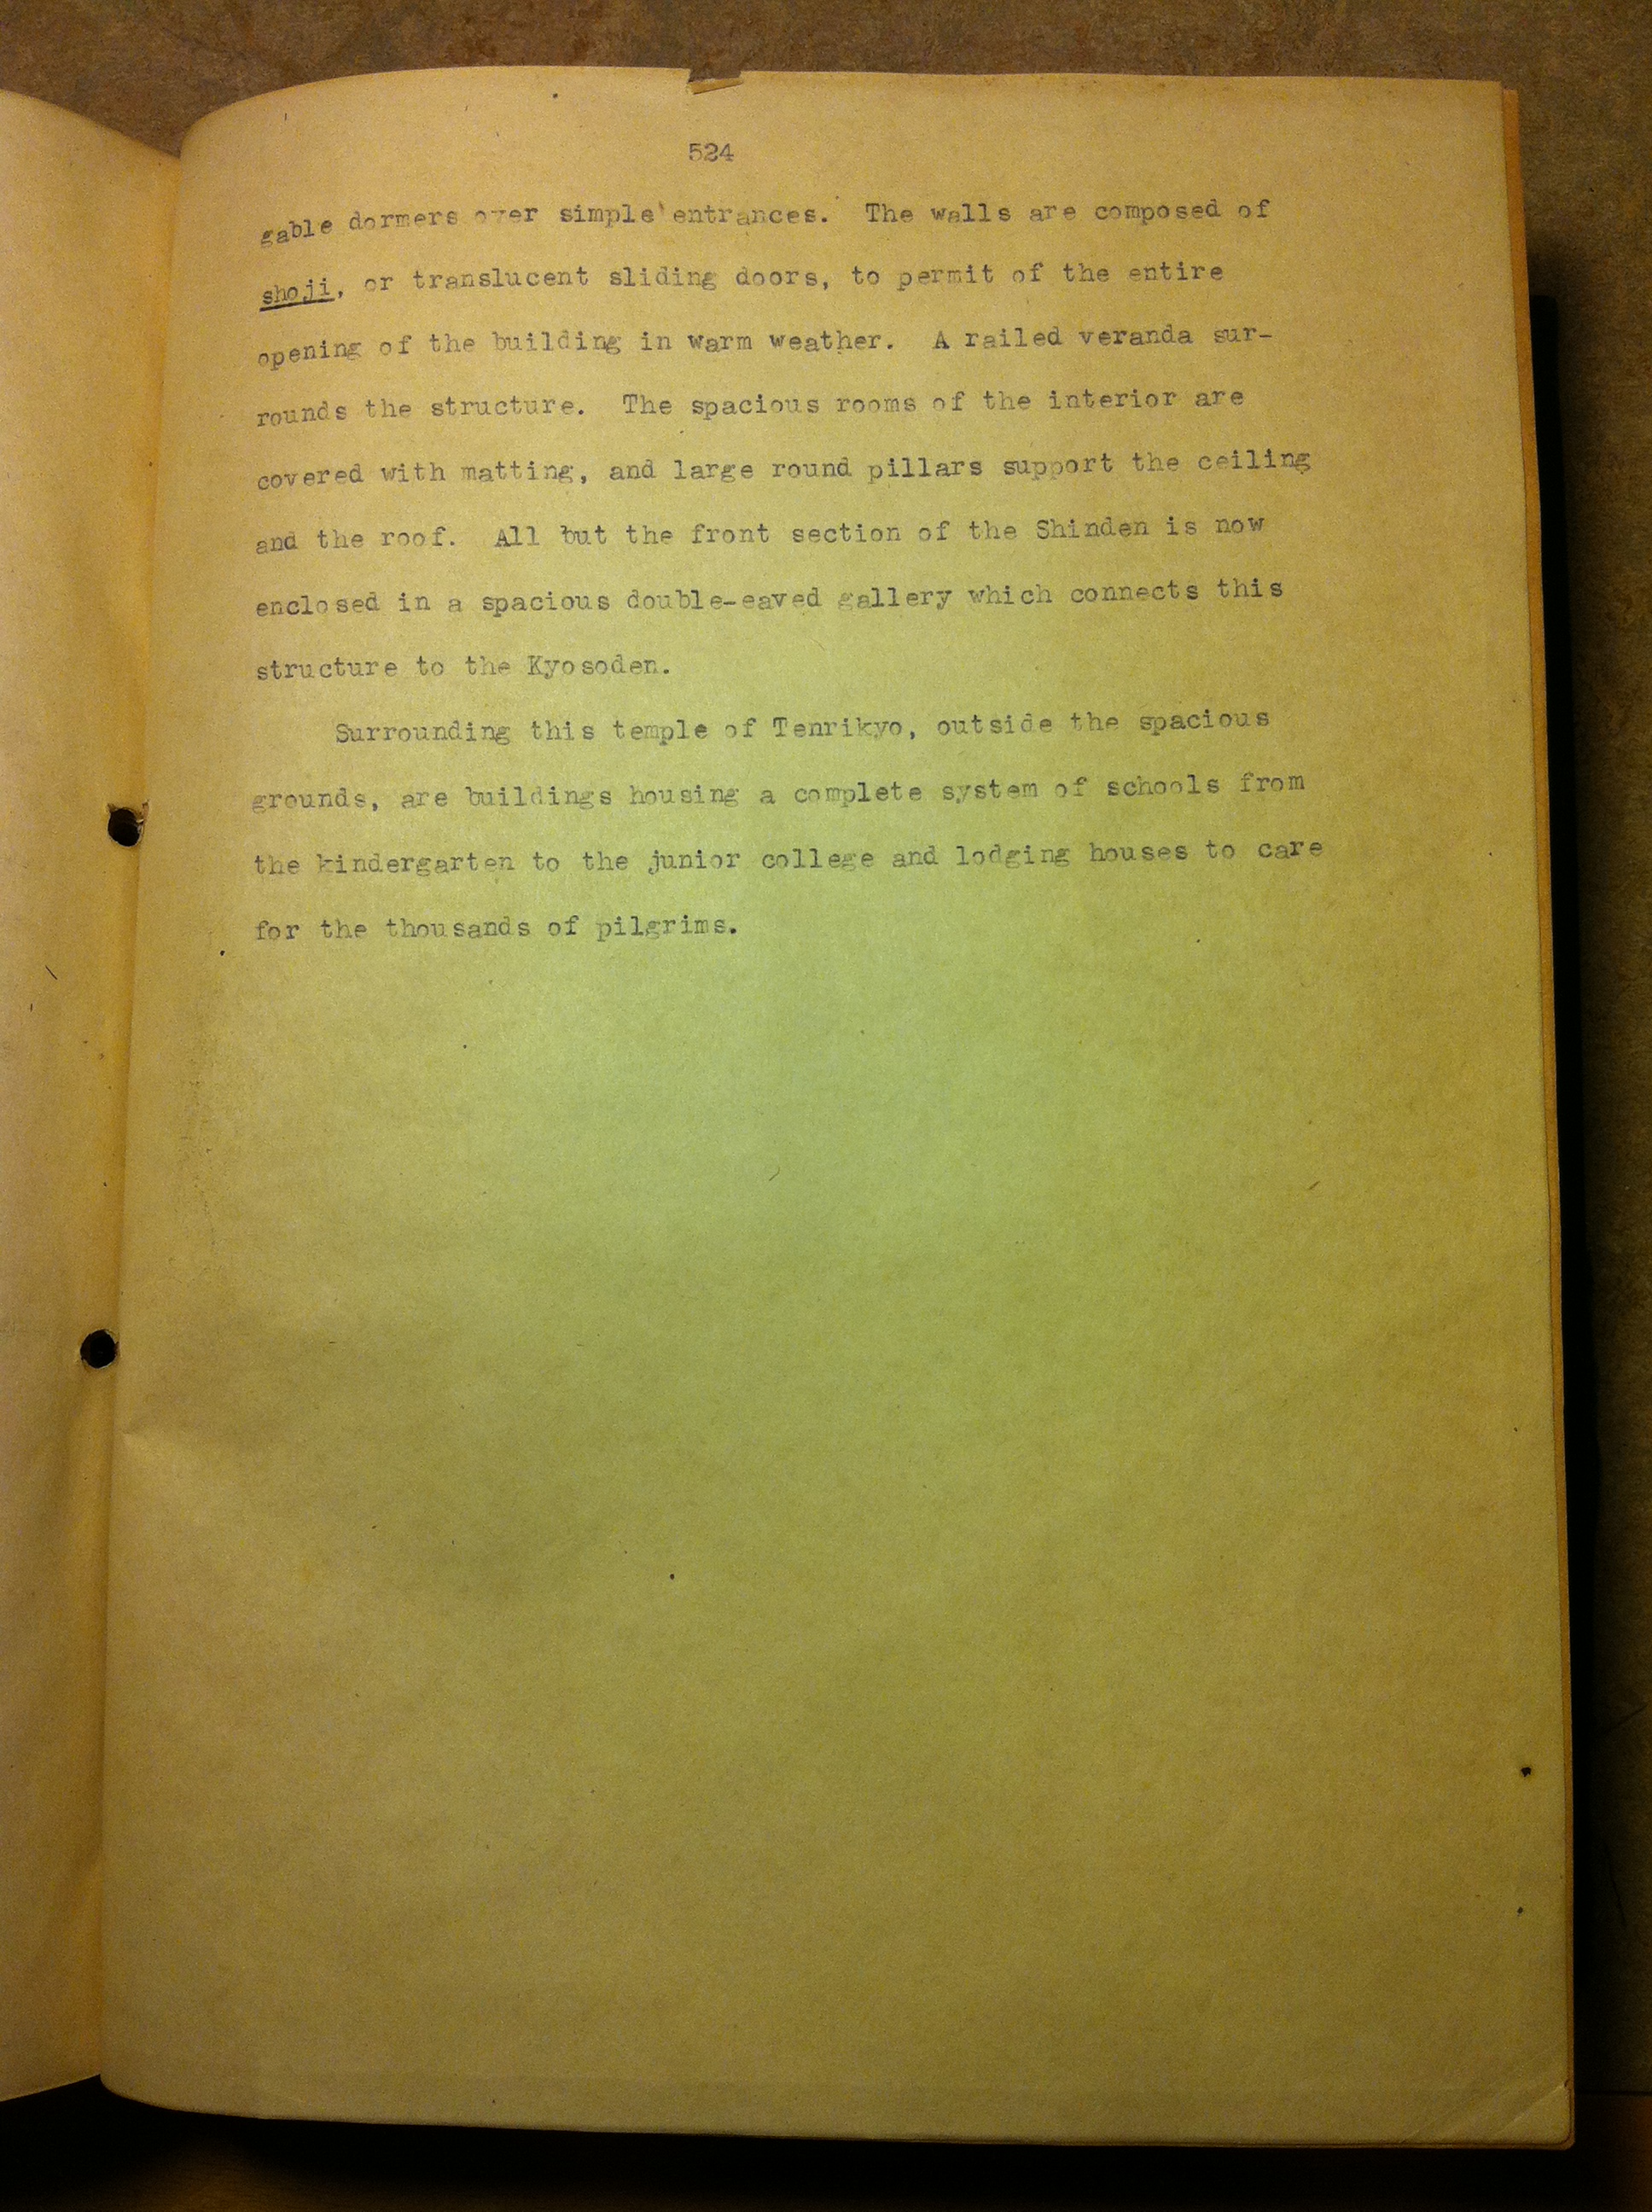 524
gable dormers over simple entrances. The walls are composed of
shoji, or translucent sliding doors, to permit of the entire
opening of the building in warm weather. A railed veranda sur-
rounds the structure. The spacious rooms of the interior are
covered with matting, and large round pillars support the ceiling
and the roof. All but the front section of the Shinden is now
enclosed in a spacious double-eaved gallery which connects this
structure to the Kyosoden.
Surrounding this temple of Tenrikyo, outside the spacious
grounds, are buildings housing a complete system of schools from
the kindergarten to the junior college and lodging houses to care
for the thousands of pilgrims.